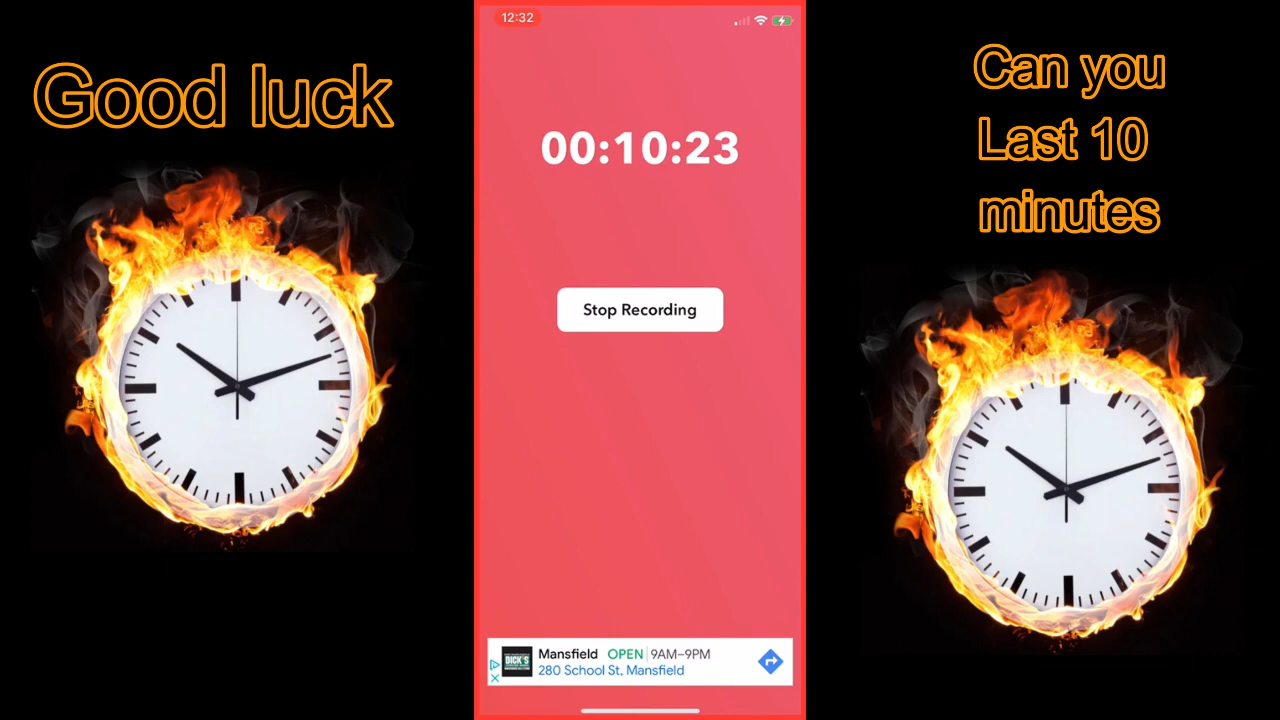 Good luck
12:32
00:10:23
Stop Recording
DICK'S
Mansfield OPEN 9AM–9PM
280 School St, Mansfield
Can you
Last 10
minutes